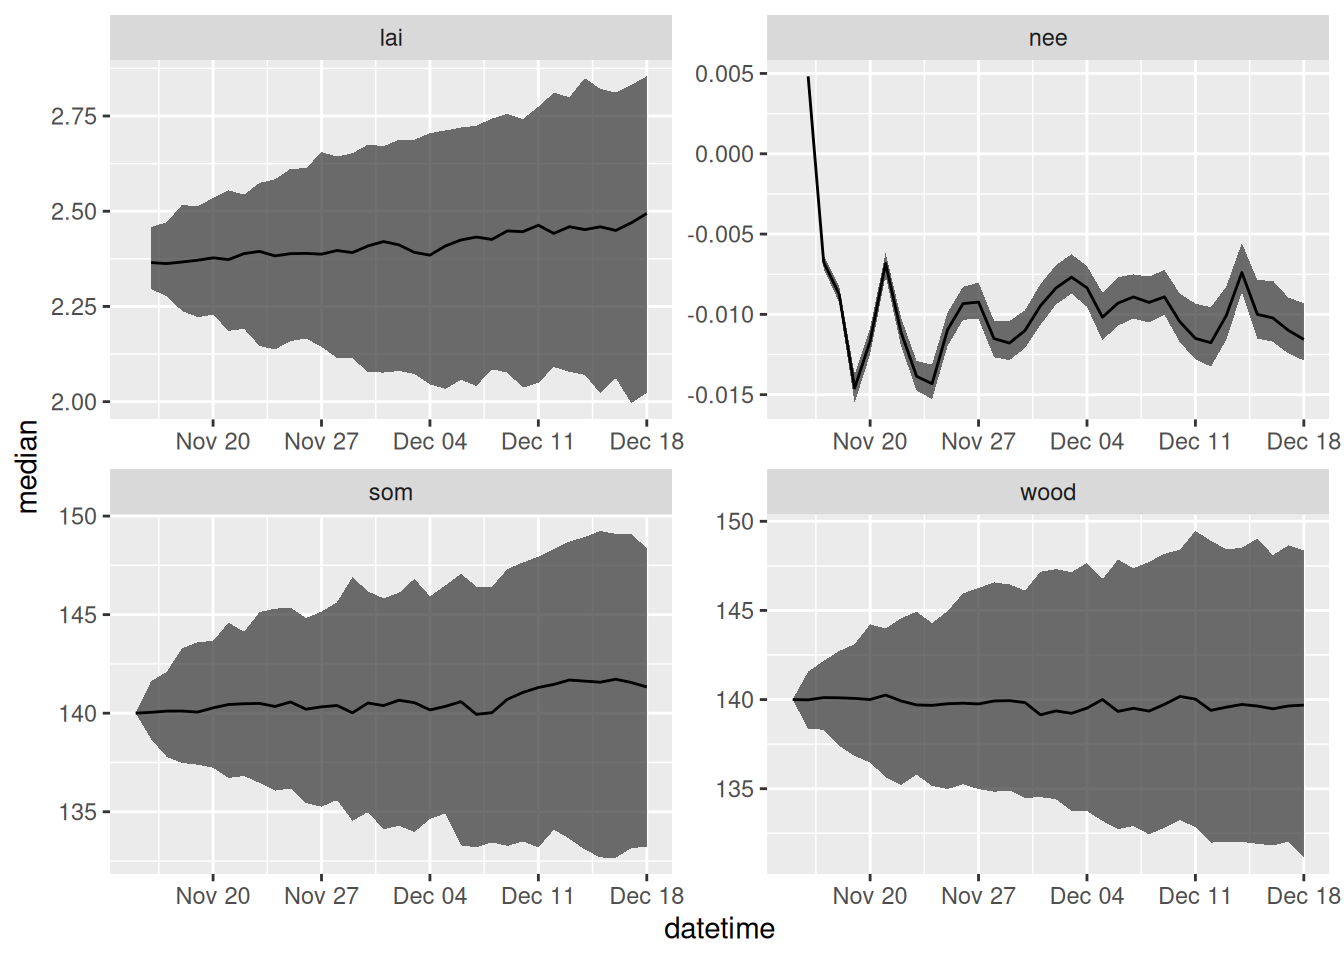 lai
nee
2.75
2.50
2.25
2.00
0.005
0.000
-0.005
-0.010
-0.015
Nov 20 Nov 27 Dec 04 Dec 11 Dec 18
Nov 20 Nov 27 Dec 04 Dec 11 Dec 18
median
som
wood
150
145
140
135
150
145
140
135
Nov 20 Nov 27 Dec 04 Dec 11 Dec 18
Nov 20 Nov 27 Dec 04 Dec 11 Dec 18
datetime